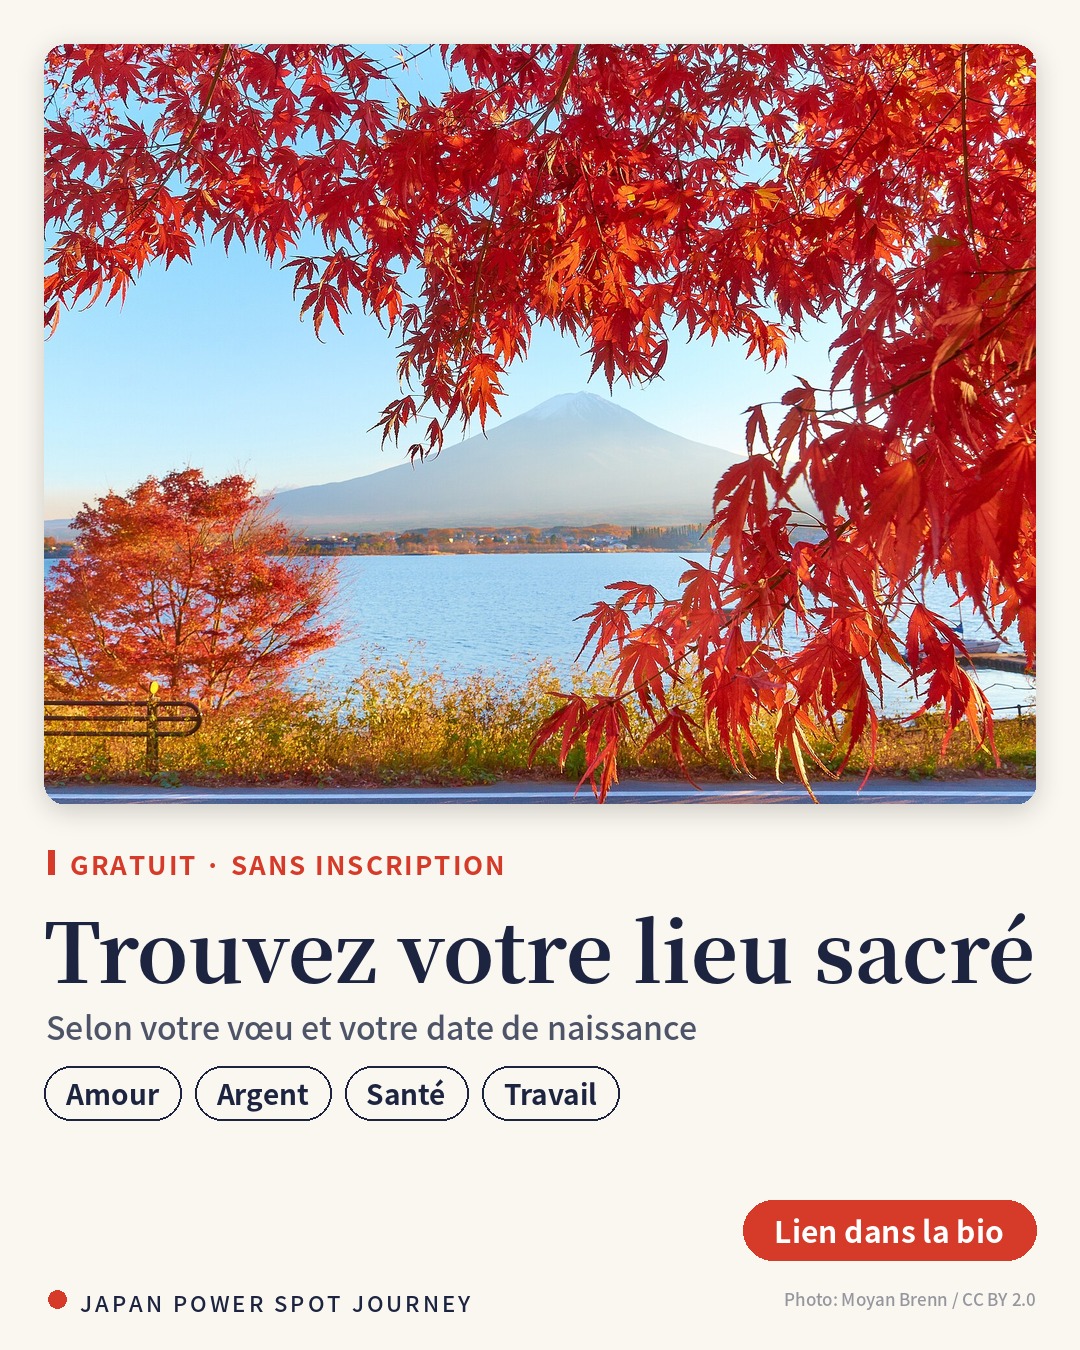 GRATUIT · SANS INSCRIPTION
Trouvez votre lieu sacré
Selon votre vœu et votre date de naissance
Amour Argent Santé Travail
Lien dans la bio
JAPAN POWER SPOT JOURNEY
Photo: Moyan Brenn / CC BY 2.0